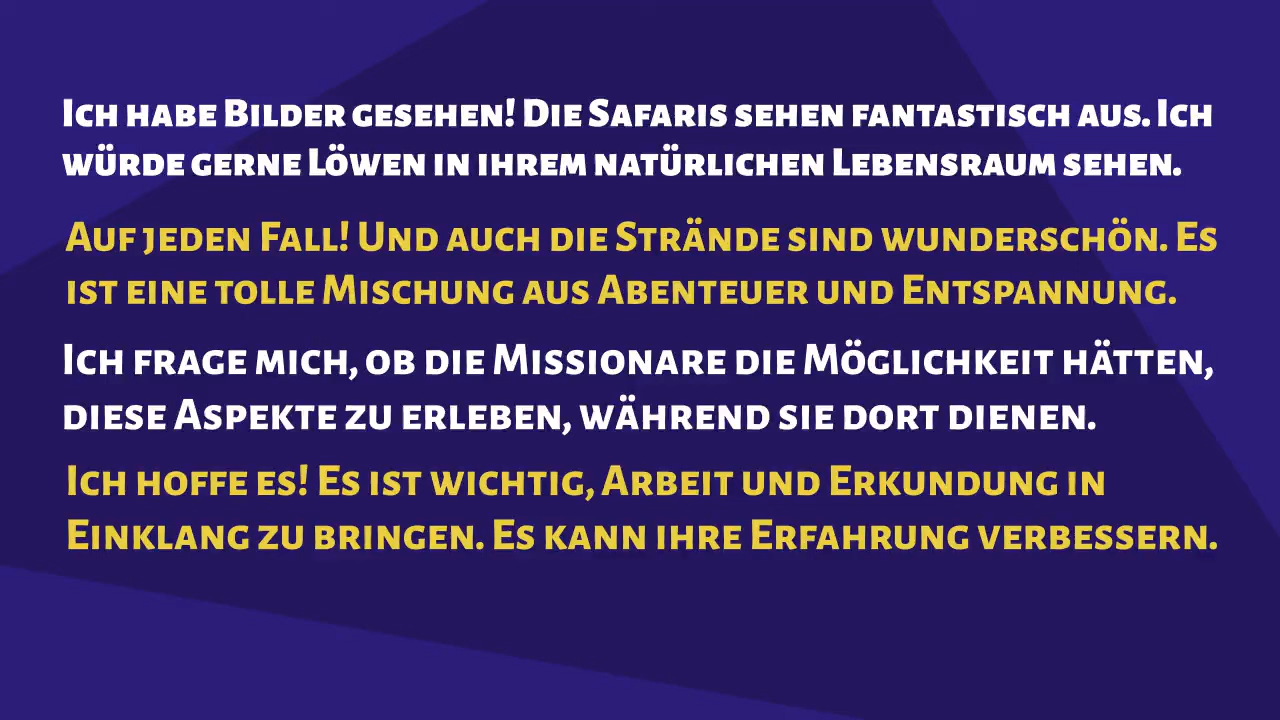 Ich habe Bilder gesehen! Die Safaris sehen fantastisch aus. Ich
würde gerne Löwen in ihrem natürlichen Lebensraum sehen.
Auf jeden Fall! Und auch die Strände sind wunderschön. Es
ist eine tolle Mischung aus Abenteuer und Entspannung.
Ich frage mich, ob die Missionare die Möglichkeit hätten,
diese Aspekte zu erleben, während sie dort dienen.
Ich hoffe es! Es ist wichtig, Arbeit und Erkundung in
Einklang zu bringen. Es kann ihre Erfahrung verbessern.